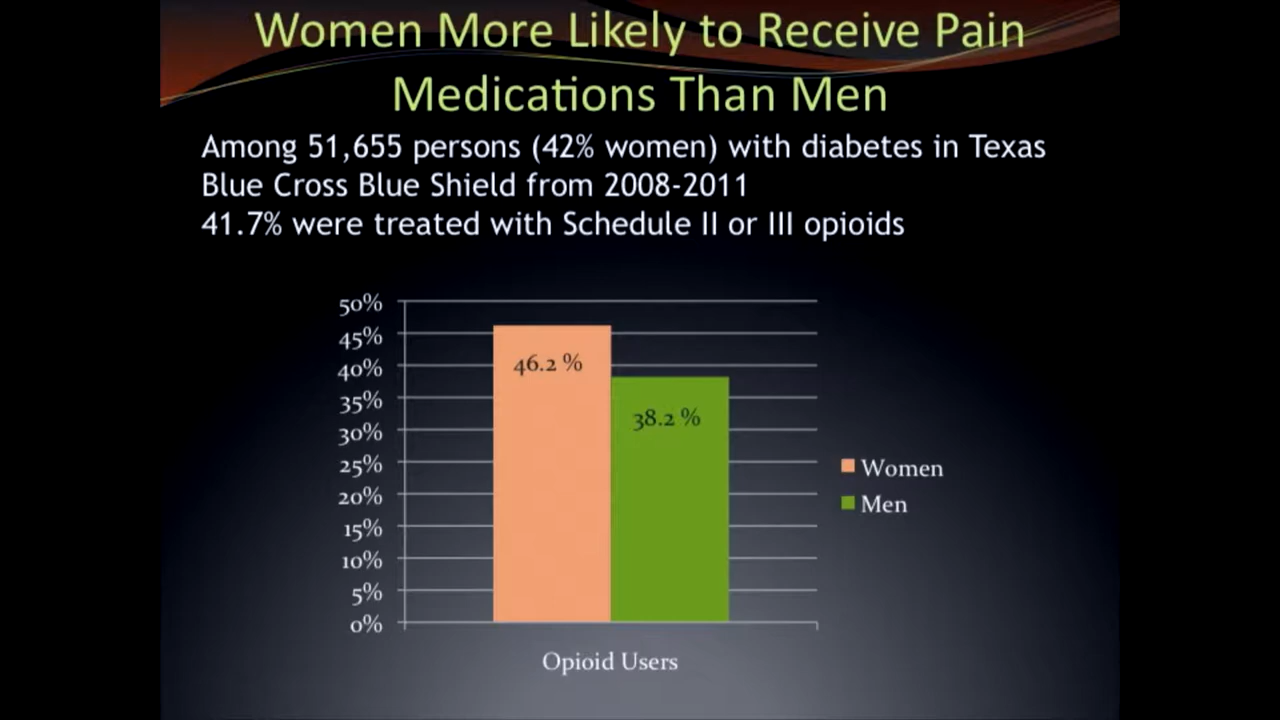 Women More Likely to Receive Pain
Medications Than Men
Among 51,655 persons (42% women) with diabetes in Texas
Blue Cross Blue Shield from 2008-2011
41.7% were treated with Schedule II or III opioids
50%
45%
40%
35%
30%
25%
20%
15%
10%
5%
0%
46.2 %
38.2 %
Women
Men
Opioid Users